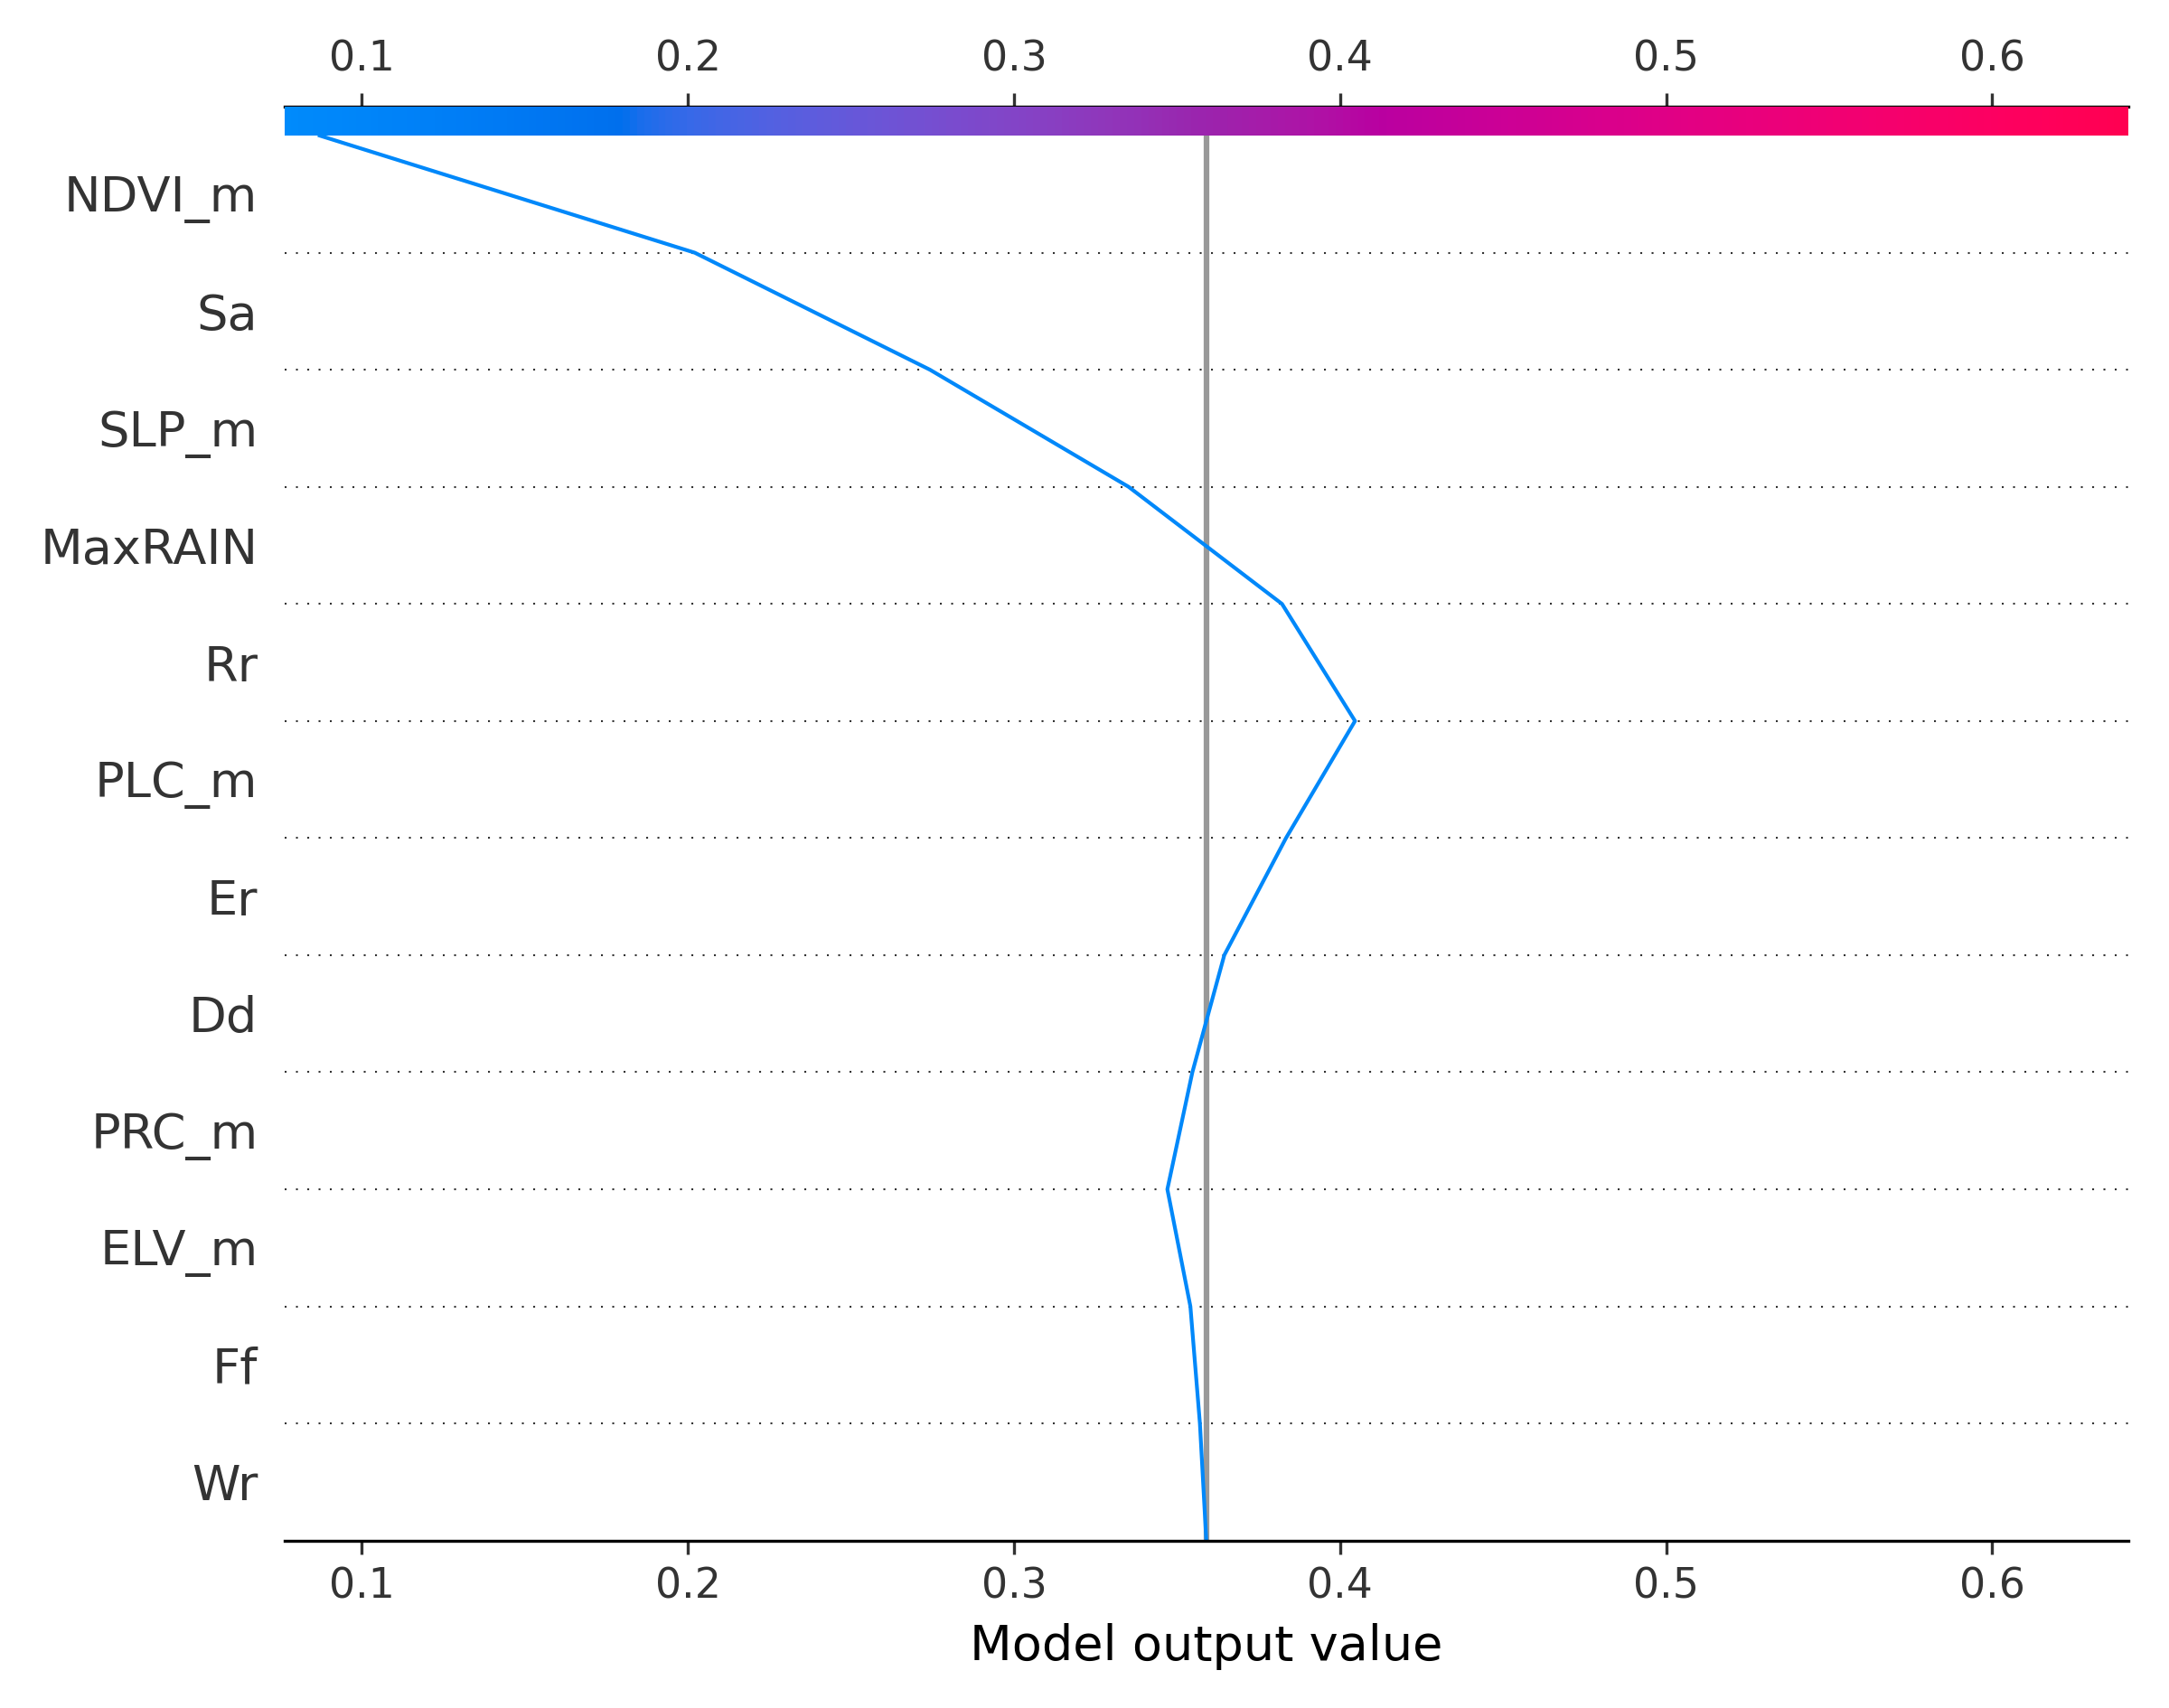 0.1 0.2 0.3 0.4 0.5 0.6
NDVI_m
Sa
SLP_m
MaxRAIN
Rr
PLC_m
Er
Dd
PRC_m
ELV_m
Ff
Wr
0.1 0.2 0.3 0.4 0.5 0.6
Model output value